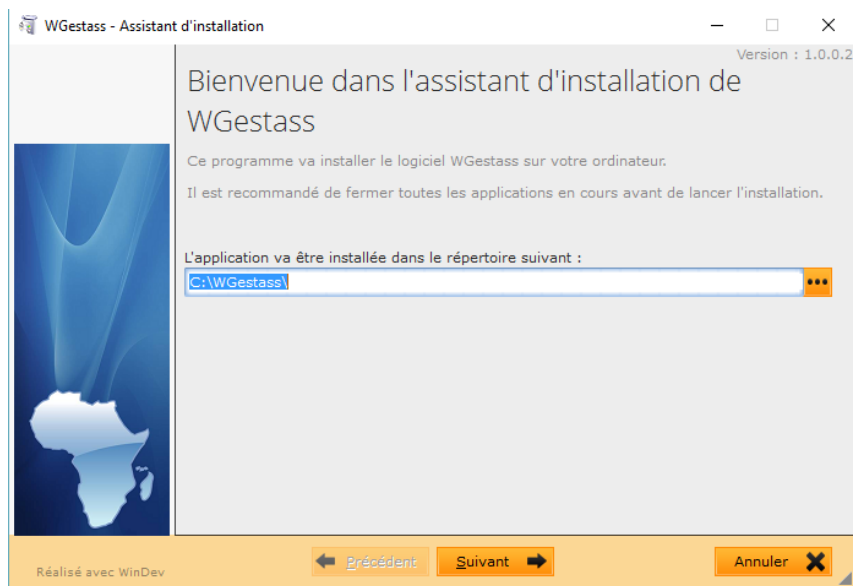 WGestass - Assistant d'installation
Version : 1.0.0.2
Bienvenue dans l'assistant d'installation de
WGestass
Ce programme va installer le logiciel WGestass sur votre ordinateur.
Il est recommandé de fermer toutes les applications en cours avant de lancer l'installation.
L'application va être installée dans le répertoire suivant :
C:\WGestass\
Précédent
Suivant
Annuler
Réalisé avec WinDev